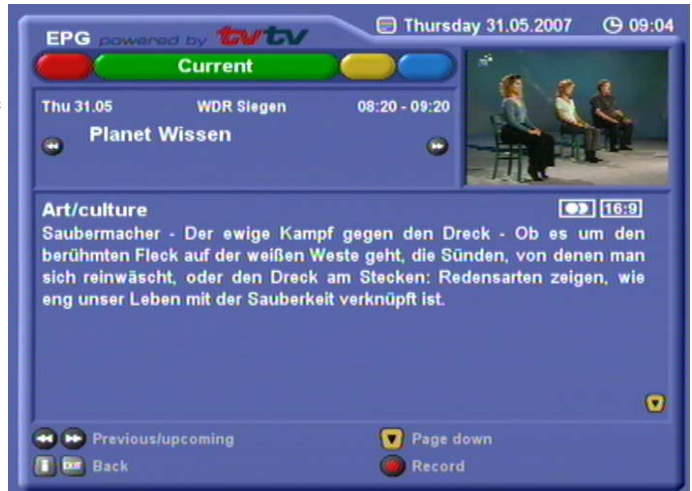 EPG powered by tvtv
Thursday 31.05.2007 09:04
Current
Thu 31.05 WDR Siegen 08:20 - 09:20
Planet Wissen
Art/culture 16:9
Saubermacher - Der ewige Kampf gegen den Dreck - Ob es um den
berühmten Fleck auf der weißen Weste geht, die Sünden, von denen man
sich reinwäscht, oder den Dreck am Stecken: Redensarten zeigen, wie
eng unser Leben mit der Sauberkeit verknüpft ist.
Previous/upcoming
Page down
EXIT Back
Record